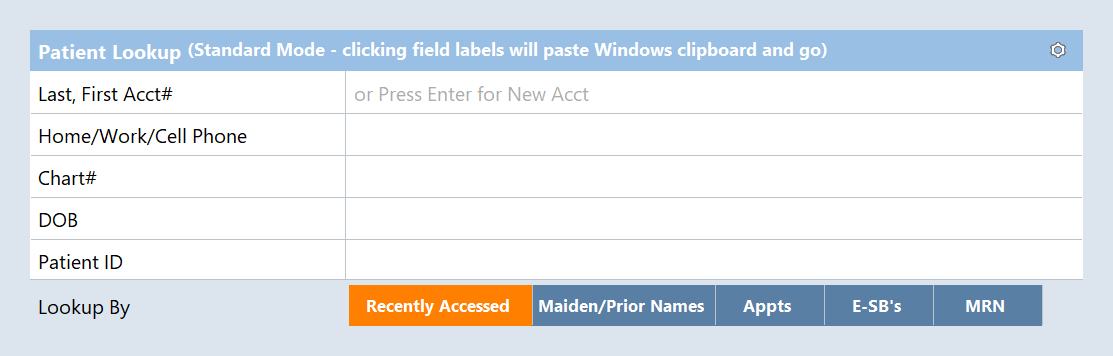 Patient Lookup (Standard Mode - clicking field labels will paste Windows clipboard and go)
Last, First Acct# or Press Enter for New Acct
Home/Work/Cell Phone
Chart#
DOB
Patient ID
Lookup By Recently Accessed Maiden/Prior Names Appts E-SB's MRN